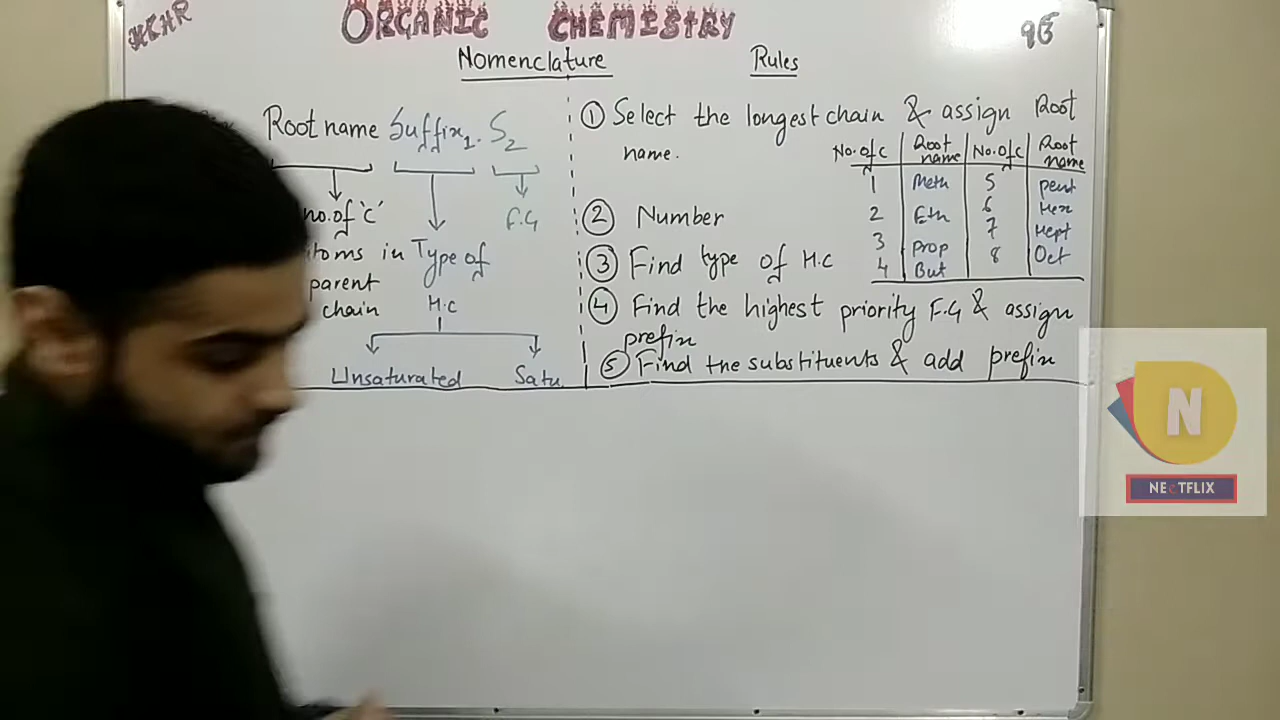 ORGANIC CHEMISTRY
Nomenclature
Rules
Root name Suffix1. S2
no. of 'C'
atoms in
parent
chain
Type of
H.C
Unsaturated
Satu
F.G
① Select the longest chain & assign Root
name.
No. of C | Root name | No. of C | Root name
1 | Meth | 5 | pent
2 | Eth | 6 | Hex
3 | prop | 7 | Hept
4 | But | 8 | Oct
② Number
③ Find type of H.C
④ Find the highest priority F.G & assign
prefix
⑤ Find the substituents & add prefix
N
NEETFLIX